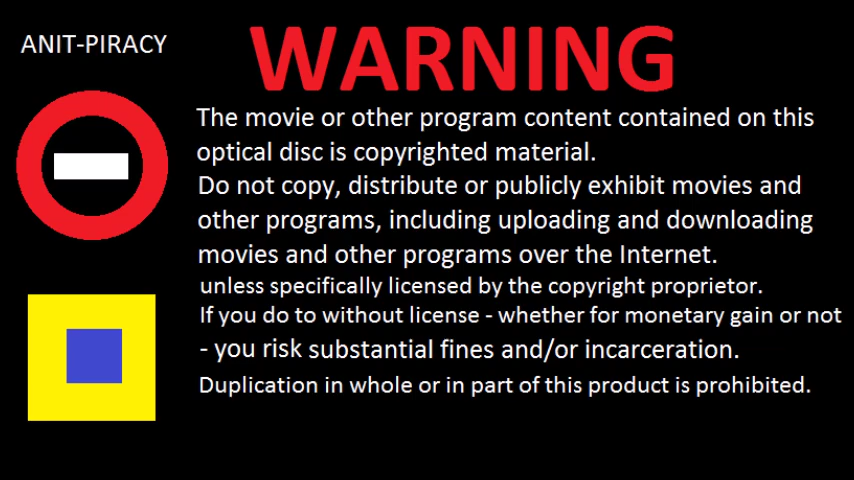 ANIT-PIRACY
WARNING
The movie or other program content contained on this
optical disc is copyrighted material.
Do not copy, distribute or publicly exhibit movies and
other programs, including uploading and downloading
movies and other programs over the Internet.
unless specifically licensed by the copyright proprietor.
If you do to without license - whether for monetary gain or not
- you risk substantial fines and/or incarceration.
Duplication in whole or in part of this product is prohibited.